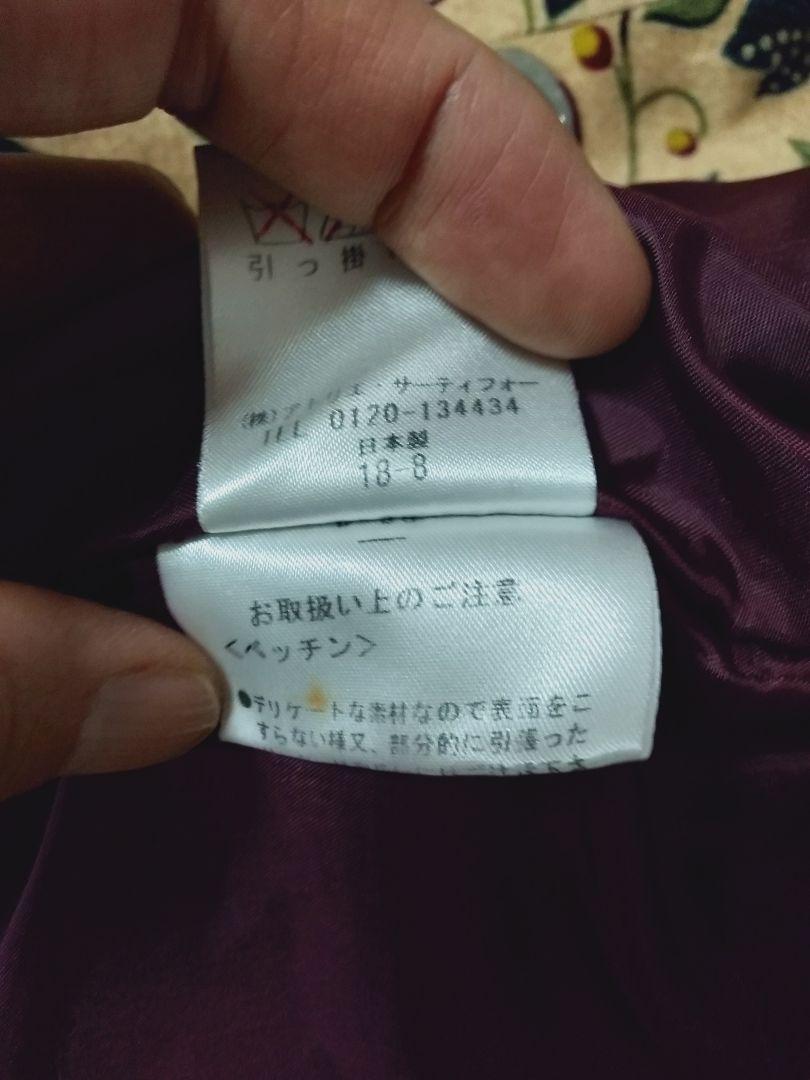 引っ掛
(株)アトリエ・サーティフォー
TEL 0120-134434
日本製
18-8
お取扱い上のご注意
<ベッチン>
●デリケートな素材なので表面をこ
すらない様又、部分的に引張った